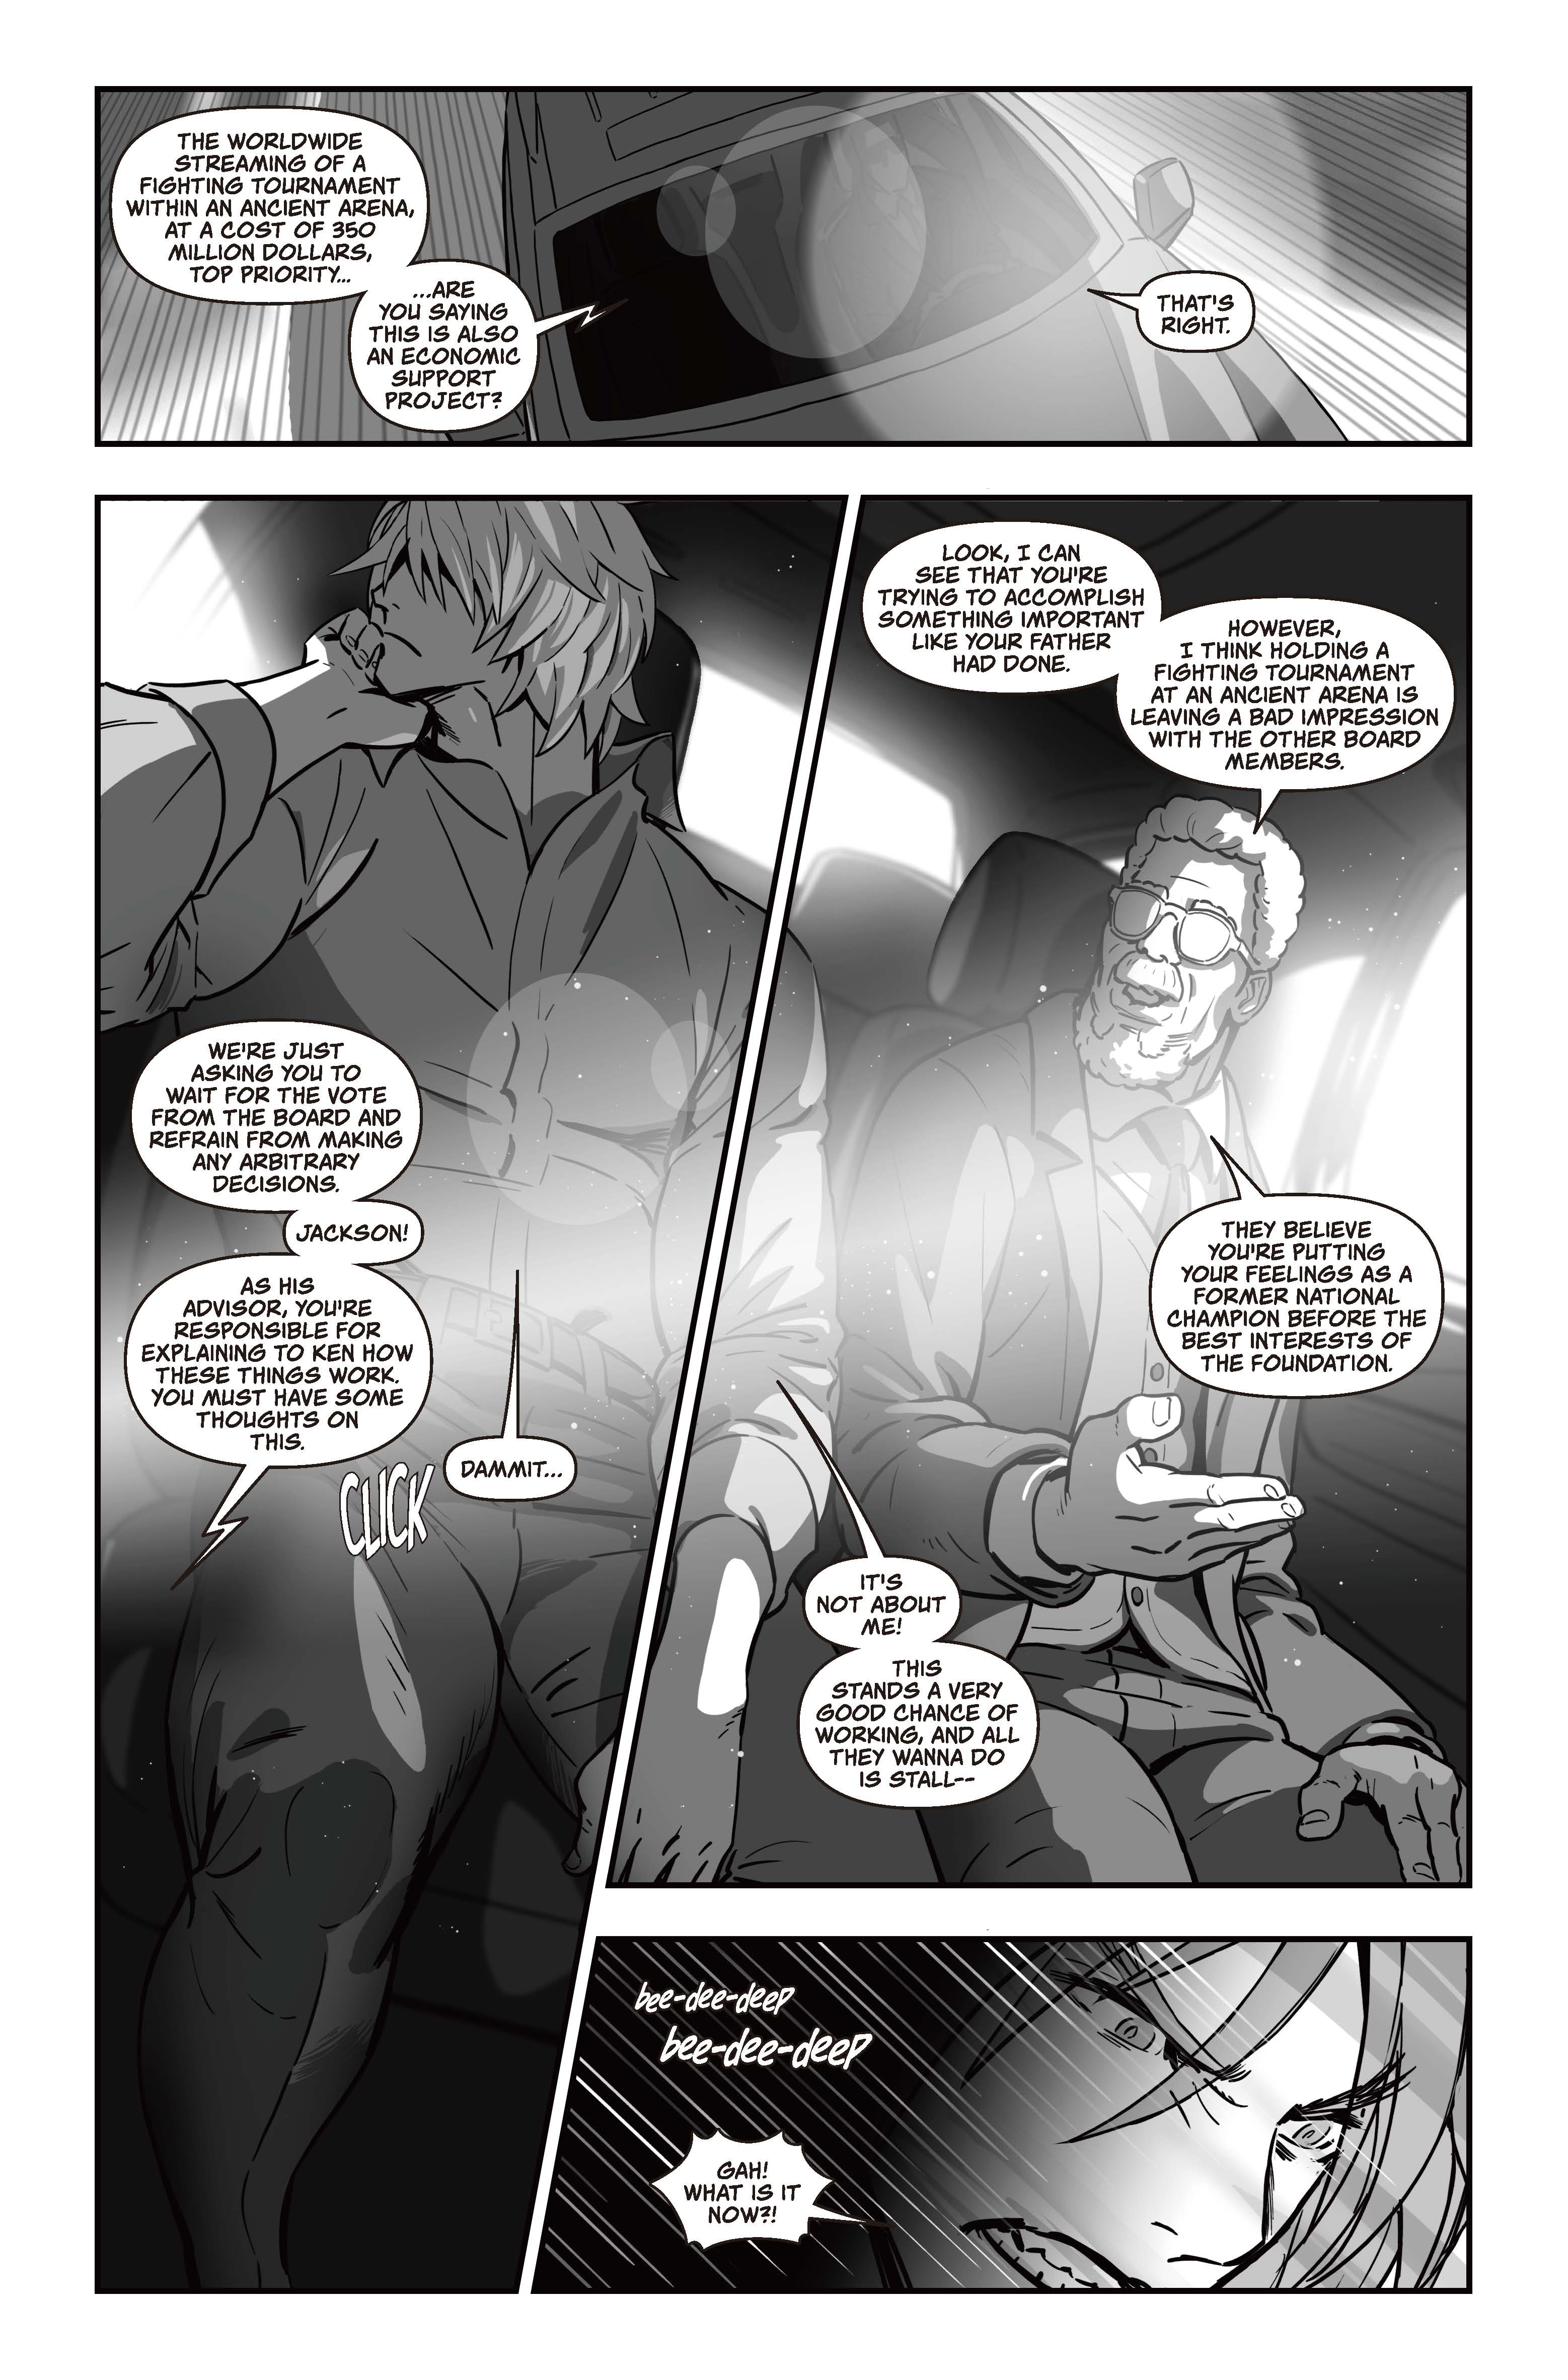 THE WORLDWIDE
STREAMING OF A
FIGHTING TOURNAMENT
WITHIN AN ANCIENT ARENA,
AT A COST OF 350
MILLION DOLLARS,
TOP PRIORITY...
...ARE
YOU SAYING
THIS IS ALSO
AN ECONOMIC
SUPPORT
PROJECT?
THAT'S
RIGHT.
WE'RE JUST
ASKING YOU TO
WAIT FOR THE VOTE
FROM THE BOARD AND
REFRAIN FROM MAKING
ANY ARBITRARY
DECISIONS.
JACKSON!
AS HIS
ADVISOR, YOU'RE
RESPONSIBLE FOR
EXPLAINING TO KEN HOW
THESE THINGS WORK.
YOU MUST HAVE SOME
THOUGHTS ON
THIS.
CLICK
DAMMIT...
LOOK, I CAN
SEE THAT YOU'RE
TRYING TO ACCOMPLISH
SOMETHING IMPORTANT
LIKE YOUR FATHER
HAD DONE.
HOWEVER,
I THINK HOLDING A
FIGHTING TOURNAMENT
AT AN ANCIENT ARENA IS
LEAVING A BAD IMPRESSION
WITH THE OTHER BOARD
MEMBERS.
THEY BELIEVE
YOU'RE PUTTING
YOUR FEELINGS AS A
FORMER NATIONAL
CHAMPION BEFORE THE
BEST INTERESTS OF
THE FOUNDATION.
IT'S
NOT ABOUT
ME!
THIS
STANDS A VERY
GOOD CHANCE OF
WORKING, AND ALL
THEY WANNA DO
IS STALL--
bee-dee-deep
bee-dee-deep
GAH!
WHAT IS IT
NOW?!